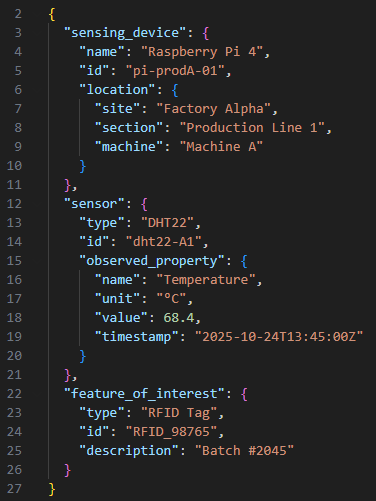 2 {
3 "sensing_device": {
4 "name": "Raspberry Pi 4",
5 "id": "pi-prodA-01",
6 "location": {
7 "site": "Factory Alpha",
8 "section": "Production Line 1",
9 "machine": "Machine A"
10 }
11 },
12 "sensor": {
13 "type": "DHT22",
14 "id": "dht22-A1",
15 "observed_property": {
16 "name": "Temperature",
17 "unit": "°C",
18 "value": 68.4,
19 "timestamp": "2025-10-24T13:45:00Z"
20 }
21 },
22 "feature_of_interest": {
23 "type": "RFID Tag",
24 "id": "RFID_98765",
25 "description": "Batch #2045"
26 }
27 }